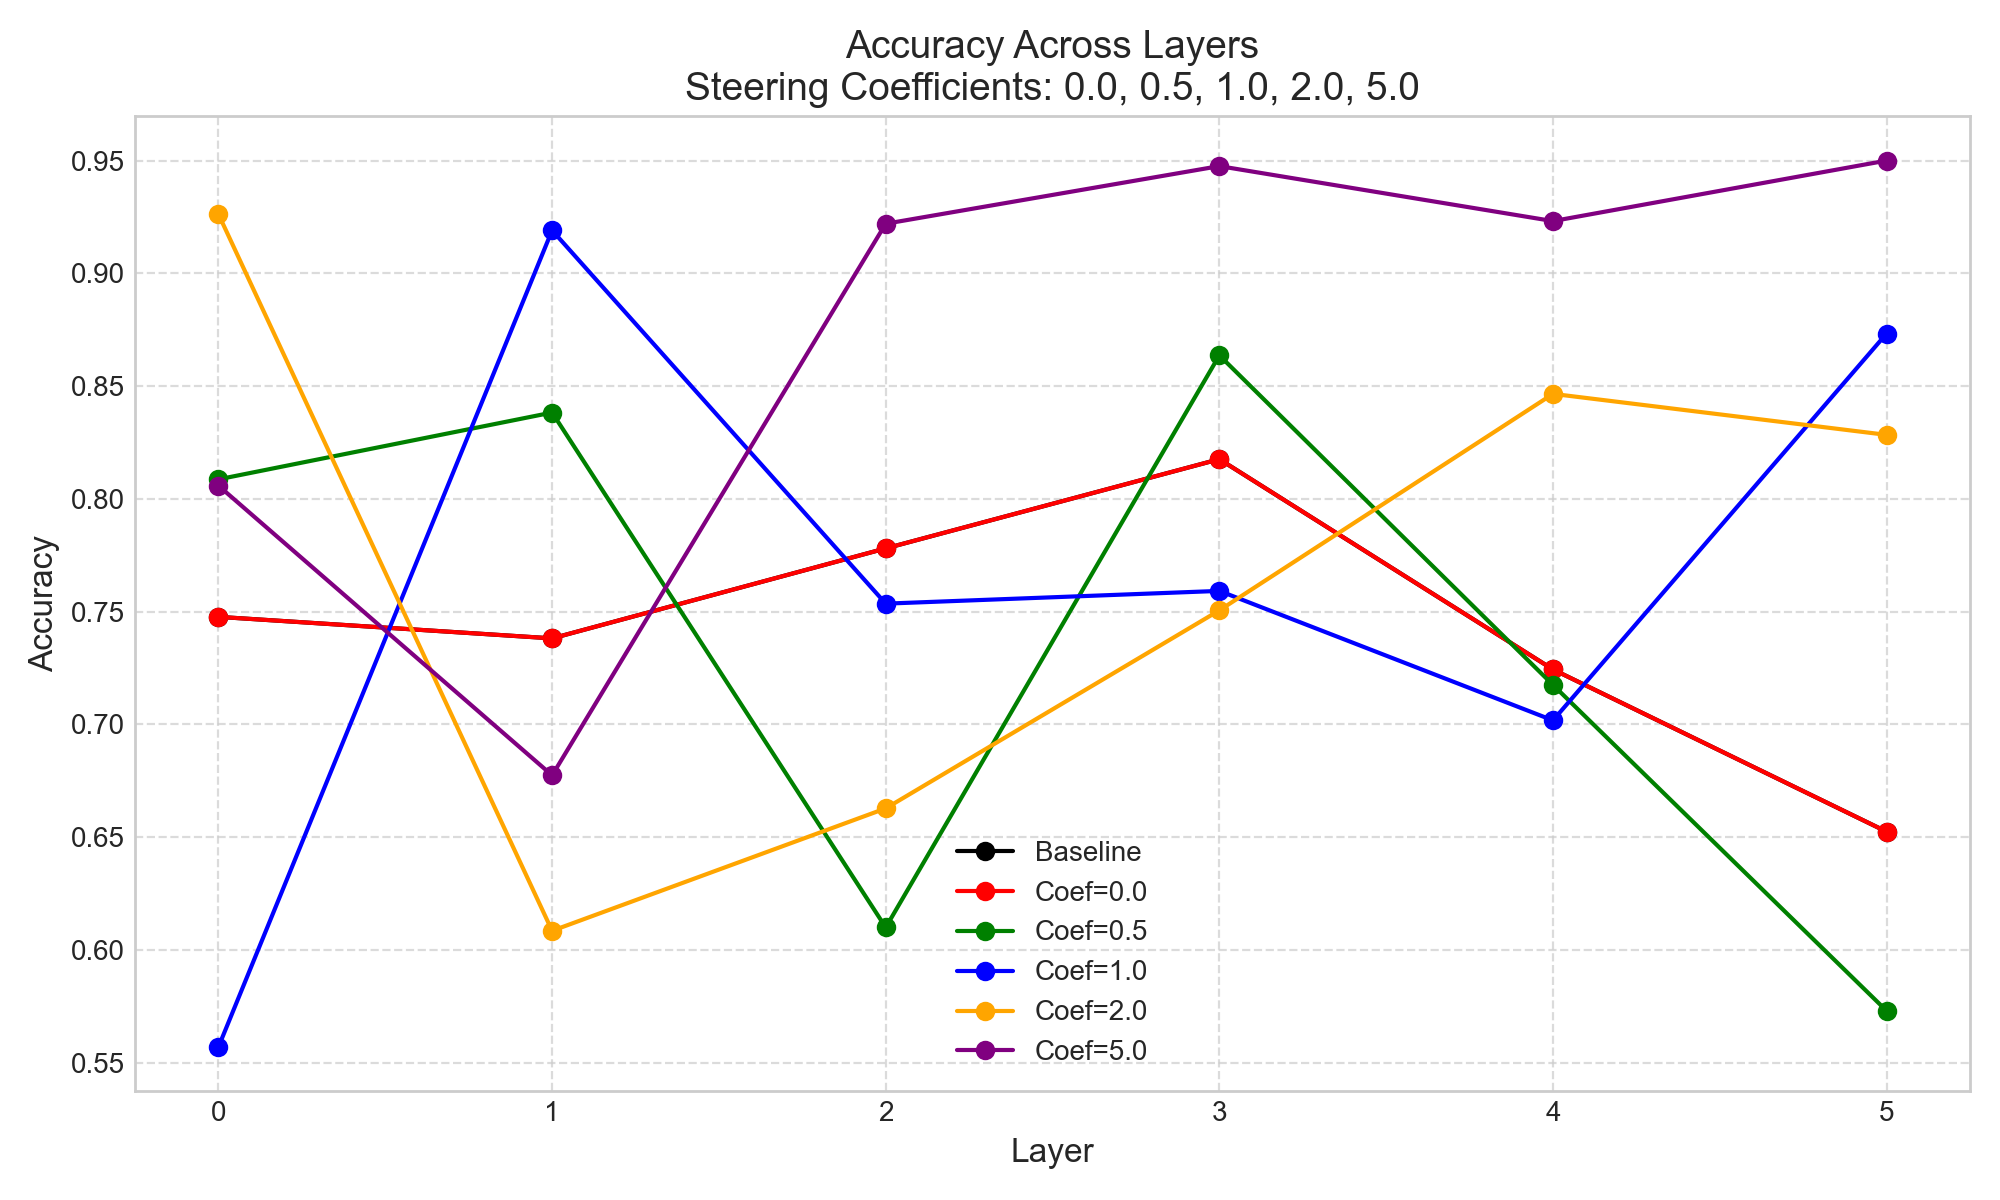 Accuracy Across Layers
Steering Coefficients: 0.0, 0.5, 1.0, 2.0, 5.0
Accuracy
0.95
0.90
0.85
0.80
0.75
0.70
0.65
0.60
0.55
Baseline
Coef=0.0
Coef=0.5
Coef=1.0
Coef=2.0
Coef=5.0
0 1 2 3 4 5
Layer